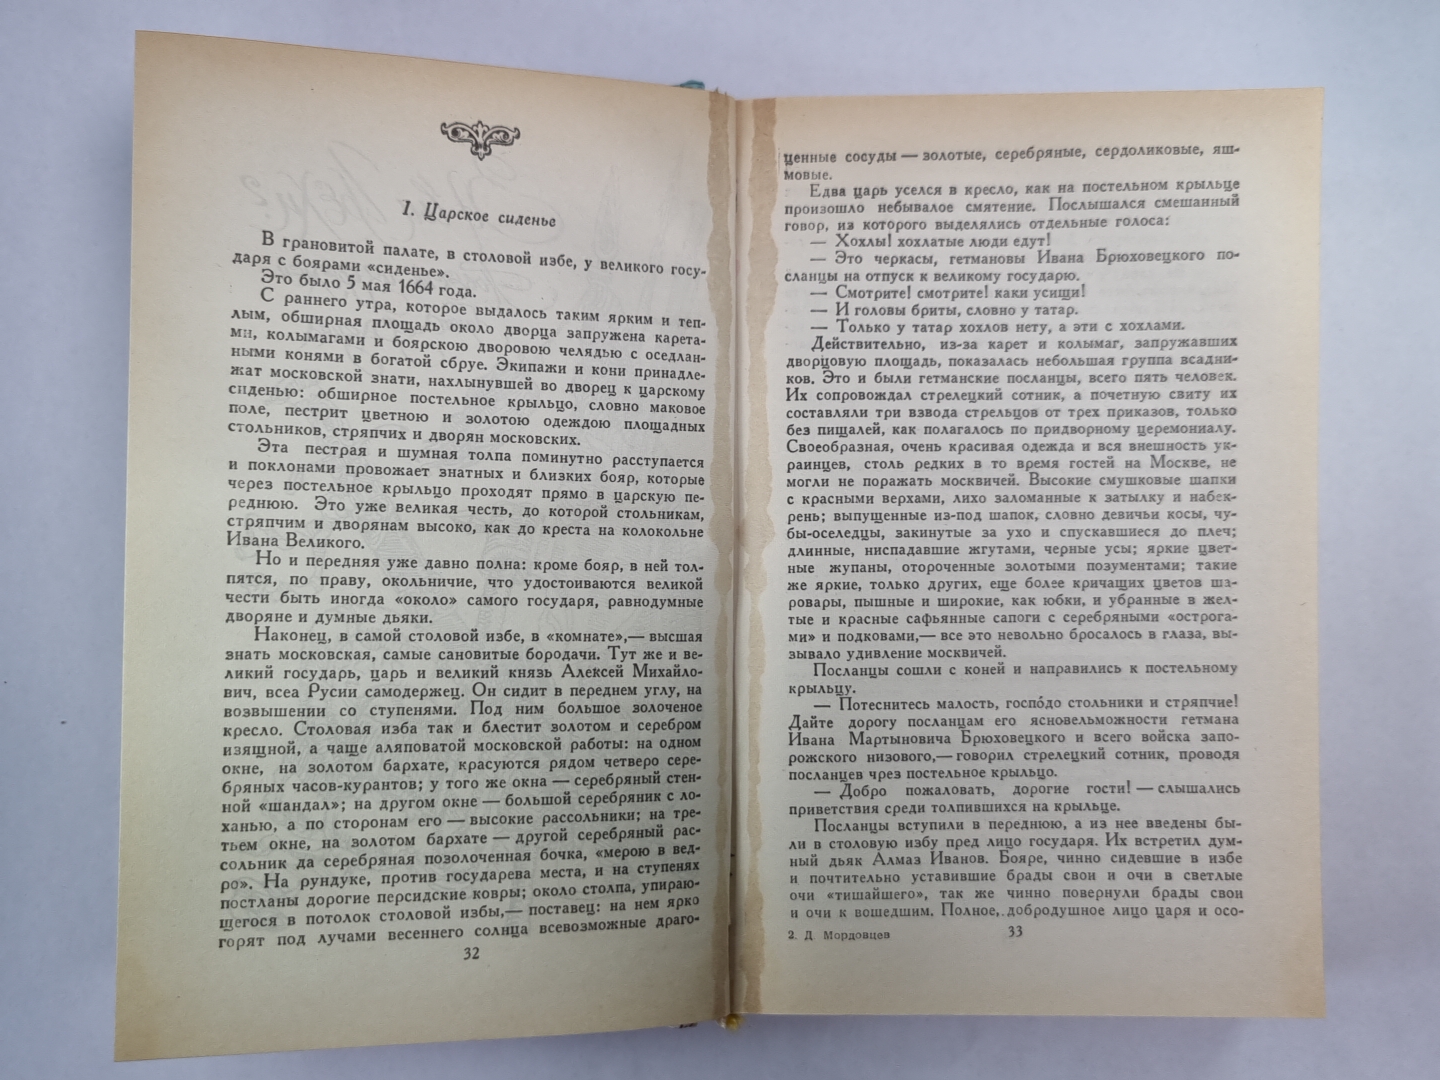 I. Царское сиденье
В грановитой палате, в столовой избе, у великого госу-
даря с боярами «сиденье».
Это было 5 мая 1664 года.
С раннего утра, которое выдалось таким ярким и теп-
лым, обширная площадь около дворца запружена карета-
ми, колымагами и боярскою дворовою челядью с оседлан-
ными конями в богатой сбруе. Экипажи и кони принадле-
жат московской знати, нахлынувшей во дворец к царскому
сиденью: обширное постельное крыльцо, словно маковое
поле, пестрит цветною и золотою одеждою площадных
стольников, стряпчих и дворян московских.
Эта пестрая и шумная толпа поминутно расступается
и поклонами провожает знатных и близких бояр, которые
через постельное крыльцо проходят прямо в царскую пе-
реднюю. Это уже великая честь, до которой стольникам,
стряпчим и дворянам высоко, как до креста на колокольне
Ивана Великого.
Но и передняя уже давно полна: кроме бояр, в ней тол-
пятся, по праву, окольничие, что удостоиваются великой
чести быть иногда «около» самого государя, равнодумные
дворяне и думные дьяки.
Наконец, в самой столовой избе, в «комнате»,— высшая
знать московская, самые сановитые бородачи. Тут же и ве-
ликий государь, царь и великий князь Алексей Михайло-
вич, всеа Русии самодержец. Он сидит в переднем углу, на
возвышении со ступенями. Под ним большое золоченое
кресло. Столовая изба так и блестит золотом и серебром
изящной, а чаще аляповатой московской работы: на одном
окне, на золотом бархате, красуются рядом четверо сере-
бряных часов-курантов; у того же окна — серебряный стен-
ной «шандал»; на другом окне — большой серебряник с ло-
ханью, а по сторонам его — высокие рассольники; на тре-
тьем окне, на золотом бархате — другой серебряный рас-
сольник да серебряная позолоченная бочка, «мерою в вед-
ро». На рундуке, против государева места, и на ступенях
постланы дорогие персидские ковры; около столпа, упираю-
щегося в потолок столовой избы,— поставец: на нем ярко
горят под лучами весеннего солнца всевозможные драго-
32
ценные сосуды — золотые, серебряные, сердоликовые, яш-
мовые.
Едва царь уселся в кресло, как на постельном крыльце
произошло небывалое смятение. Послышался смешанный
говор, из которого выделялись отдельные голоса:
— Хохлы! хохлатые люди едут!
— Это черкасы, гетмановы Ивана Брюховецкого по-
сланцы на отпуск к великому государю.
— Смотрите! смотрите! каки усищи!
— И головы бриты, словно у татар.
— Только у татар хохлов нету, а эти с хохлами.
Действительно, из-за карет и колымаг, запружавших
дворцовую площадь, показалась небольшая группа всадни-
ков. Это и были гетманские посланцы, всего пять человек.
Их сопровождал стрелецкий сотник, а почетную свиту их
составляли три взвода стрельцов от трех приказов, только
без пищалей, как полагалось по придворному церемониалу.
Своеобразная, очень красивая одежда и вся внешность ук-
раинцев, столь редких в то время гостей на Москве, не
могли не поражать москвичей. Высокие смушковые шапки
с красными верхами, лихо заломанные к затылку и набек-
рень; выпущенные из-под шапок, словно девичьи косы, чу-
бы-оселедцы, закинутые за ухо и спускавшиеся до плеч;
длинные, ниспадавшие жгутами, черные усы; яркие цвет-
ные жупаны, отороченные золотыми позументами; такие
же яркие, только других, еще более кричащих цветов ша-
ровары, пышные и широкие, как юбки, и убранные в жел-
тые и красные сафьянные сапоги с серебряными «острога-
ми» и подковами,— все это невольно бросалось в глаза, вы-
зывало удивление москвичей.
Посланцы сошли с коней и направились к постельному
крыльцу.
— Потеснитесь малость, госпо́до стольники и стряпчие!
Дайте дорогу посланцам его ясновельможности гетмана
Ивана Мартыновича Брюховецкого и всего войска запо-
рожского низового,— говорил стрелецкий сотник, проводя
посланцев чрез постельное крыльцо.
— Добро пожаловать, дорогие гости! — слышались
приветствия среди толпившихся на крыльце.
Посланцы вступили в переднюю, а из нее введены бы-
ли в столовую избу пред лицо государя. Их встретил дум-
ный дьяк Алмаз Иванов. Бояре, чинно сидевшие в избе
и почтительно уставившие брады свои и очи в светлые
очи «тишайшего», так же чинно повернули брады свои
и очи к вошедшим. Полное, добродушное лицо царя и осо-
2. Д Мордовцев
33